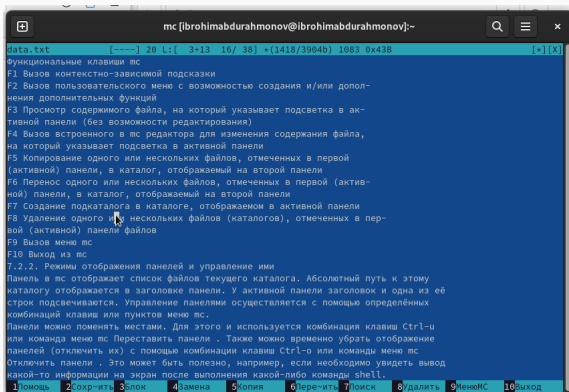 mc [ibrohimabdurahmonov@ibrohimabdurahmonov]:~
data.txt [----] 20 L:[ 3+13 16/ 38] *(1418/3904b) 1083 0x43B [*][X]
Функциональные клавиши mc
F1 Вызов контекстно-зависимой подсказки
F2 Вызов пользовательского меню с возможностью создания и/или допол-
нения дополнительных функций
F3 Просмотр содержимого файла, на который указывает подсветка в ак-
тивной панели (без возможности редактирования)
F4 Вызов встроенного в mc редактора для изменения содержания файла,
на который указывает подсветка в активной панели
F5 Копирование одного или нескольких файлов, отмеченных в первой
(активной) панели, в каталог, отображаемый на второй панели
F6 Перенос одного или нескольких файлов, отмеченных в первой (актив-
ной) панели, в каталог, отображаемый на второй панели
F7 Создание подкаталога в каталоге, отображаемом в активной панели
F8 Удаление одного или нескольких файлов (каталогов), отмеченных в пер-
вой (активной) панели файлов
F9 Вызов меню mc
F10 Выход из mc
7.2.2. Режимы отображения панелей и управление ими
Панель в mc отображает список файлов текущего каталога. Абсолютный путь к этому
каталогу отображается в заголовке панели. У активной панели заголовок и одна из её
строк подсвечиваются. Управление панелями осуществляется с помощью определённых
комбинаций клавиш или пунктов меню mc.
Панели можно поменять местами. Для этого и используется комбинация клавиш Ctrl-u
или команда меню mc Переставить панели . Также можно временно убрать отображение
панелей (отключить их) с помощью комбинации клавиш Ctrl-o или команды меню mc
Отключить панели . Это может быть полезно, например, если необходимо увидеть вывод
какой-то информации на экран после выполнения какой-либо команды shell.
1Помощь 2Сохр~ить 3Блок 4Замена 5Копия 6Пере~ить 7Поиск 8Удалить 9МенюMC 10Выход